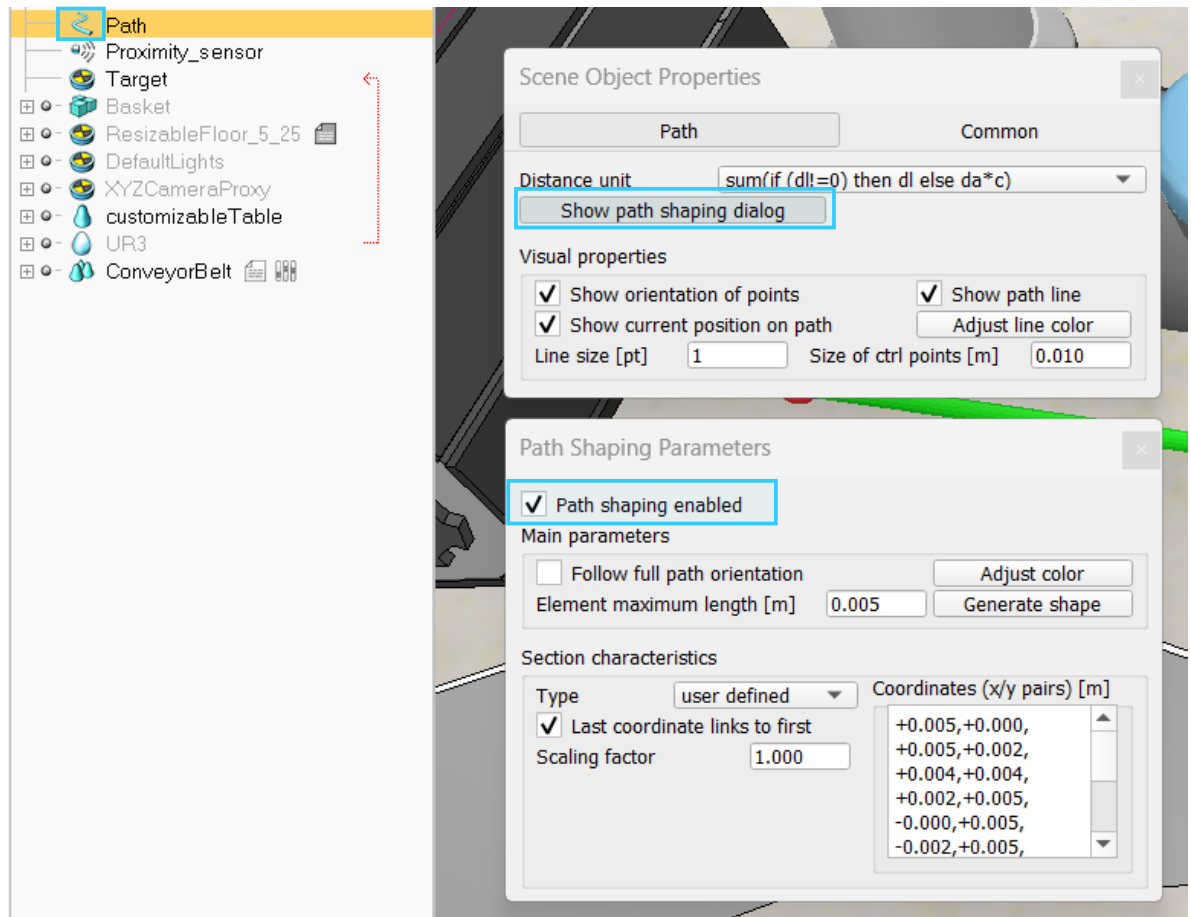 Path
Proximity_sensor
Target
Basket
ResizableFloor_5_25
DefaultLights
XYZCameraProxy
customizableTable
UR3
ConveyorBelt
Scene Object Properties
Path Common
Distance unit sum(if (dl!=0) then dl else da*c)
Show path shaping dialog
Visual properties
Show orientation of points Show path line
Show current position on path Adjust line color
Line size [pt] 1 Size of ctrl points [m] 0.010
Path Shaping Parameters
Path shaping enabled
Main parameters
Follow full path orientation Adjust color
Element maximum length [m] 0.005 Generate shape
Section characteristics
Type user defined
Last coordinate links to first
Scaling factor 1.000
Coordinates (x/y pairs) [m]
+0.005,+0.000,
+0.005,+0.002,
+0.004,+0.004,
+0.002,+0.005,
-0.000,+0.005,
-0.002,+0.005,